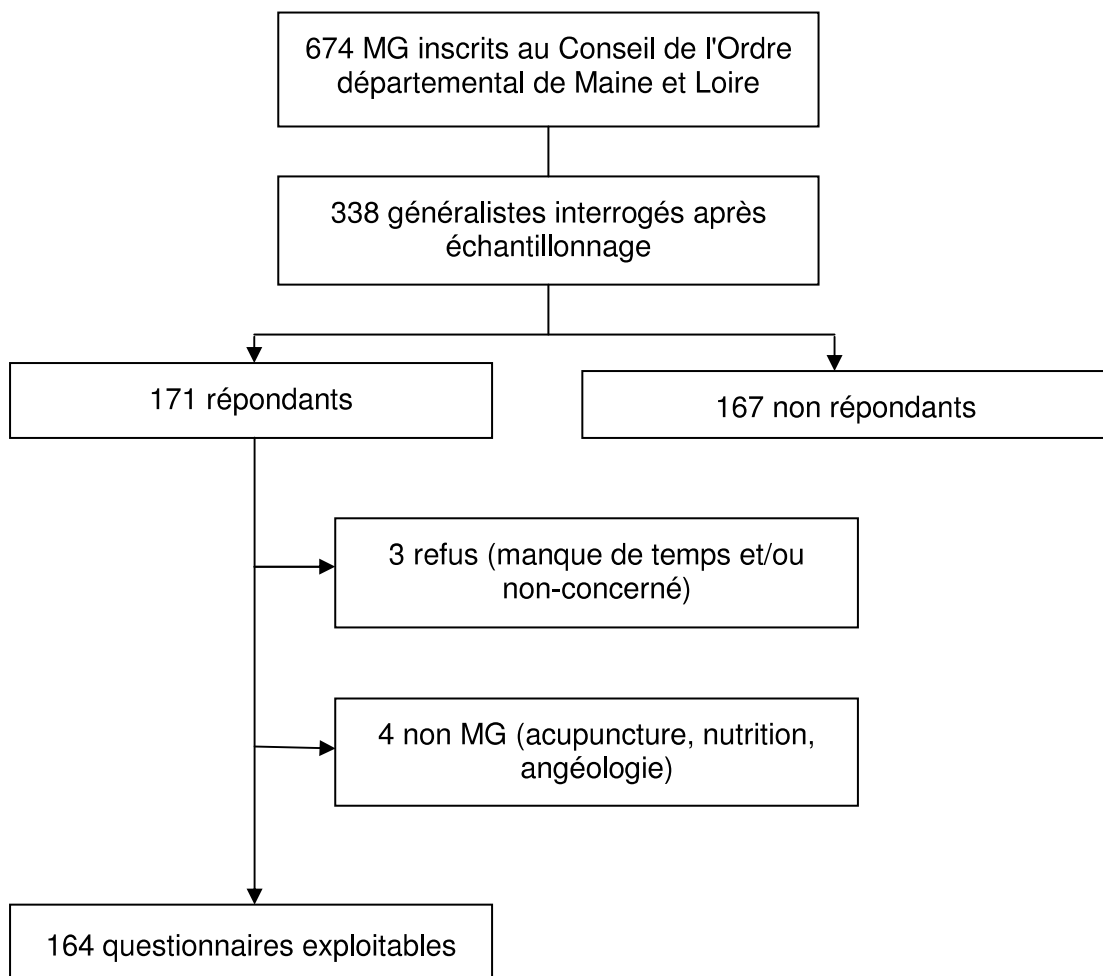 674 MG inscrits au Conseil de l'Ordre
départemental de Maine et Loire
338 généralistes interrogés après
échantillonnage
171 répondants
167 non répondants
3 refus (manque de temps et/ou
non-concerné)
4 non MG (acupuncture, nutrition,
angéologie)
164 questionnaires exploitables